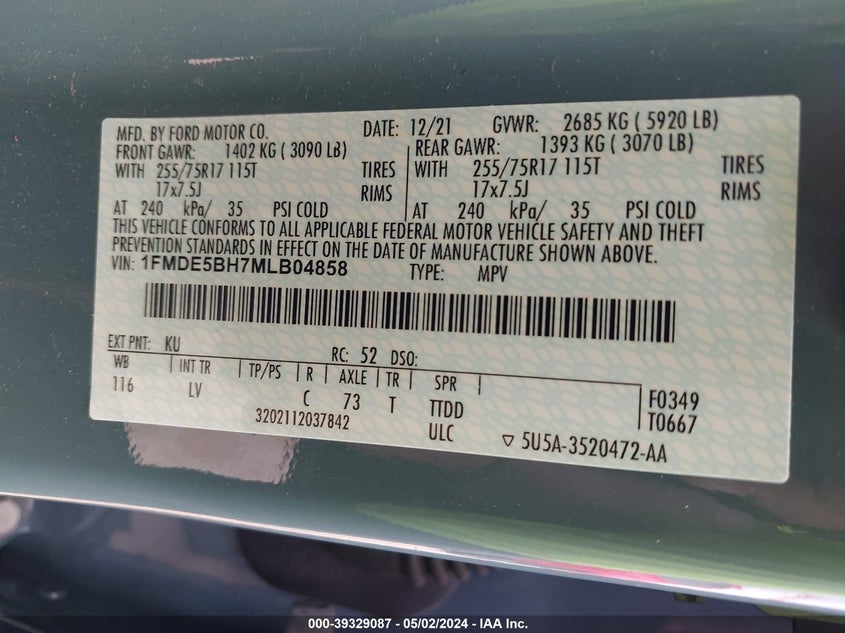 MFD. BY FORD MOTOR CO. DATE: 12/21 GVWR: 2685 KG ( 5920 LB)
FRONT GAWR: 1402 KG ( 3090 LB) REAR GAWR: 1393 KG ( 3070 LB)
WITH 255/75R17 115T TIRES WITH 255/75R17 115T TIRES
17x7.5J RIMS 17x7.5J RIMS
AT 240 kPa/ 35 PSI COLD AT 240 kPa/ 35 PSI COLD
THIS VEHICLE CONFORMS TO ALL APPLICABLE FEDERAL MOTOR VEHICLE SAFETY AND THEFT
PREVENTION STANDARDS IN EFFECT ON THE DATE OF MANUFACTURE SHOWN ABOVE.
VIN: 1FMDE5BH7MLB04858 TYPE: MPV
EXT PNT: KU RC: 52 DSO:
WB INT TR TP/PS R AXLE TR SPR
116 LV C 73 T TTDD F0349
3202112037842 ULC T0667
▽ 5U5A-3520472-AA
000-39329087 - 05/02/2024 - IAA Inc.